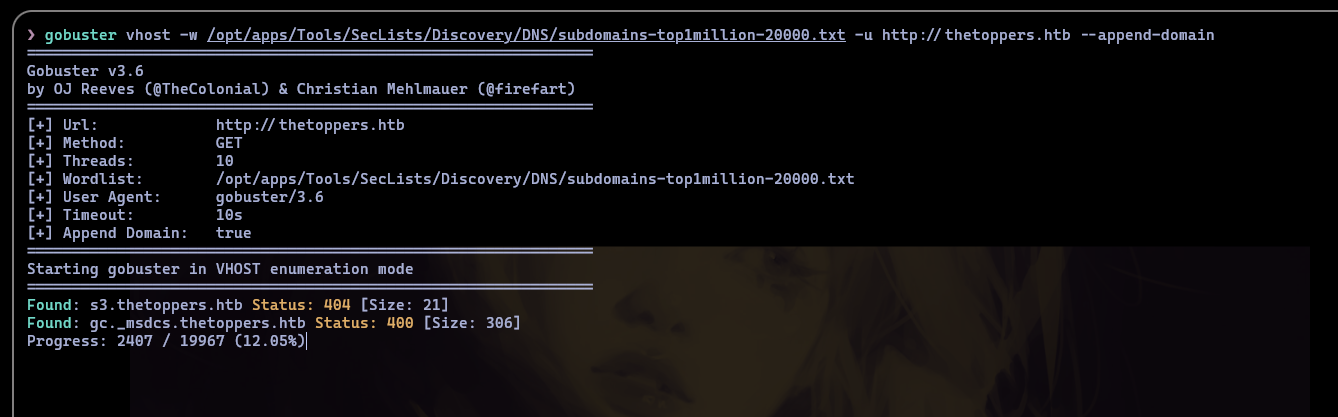 ❯ gobuster vhost -w /opt/apps/Tools/SecLists/Discovery/DNS/subdomains-top1million-20000.txt -u http://thetoppers.htb --append-domain
===============================================================
Gobuster v3.6
by OJ Reeves (@TheColonial) & Christian Mehlmauer (@firefart)
===============================================================
[+] Url:             http://thetoppers.htb
[+] Method:          GET
[+] Threads:         10
[+] Wordlist:        /opt/apps/Tools/SecLists/Discovery/DNS/subdomains-top1million-20000.txt
[+] User Agent:      gobuster/3.6
[+] Timeout:         10s
[+] Append Domain:   true
===============================================================
Starting gobuster in VHOST enumeration mode
===============================================================
Found: s3.thetoppers.htb Status: 404 [Size: 21]
Found: gc._msdcs.thetoppers.htb Status: 400 [Size: 306]
Progress: 2407 / 19967 (12.05%)